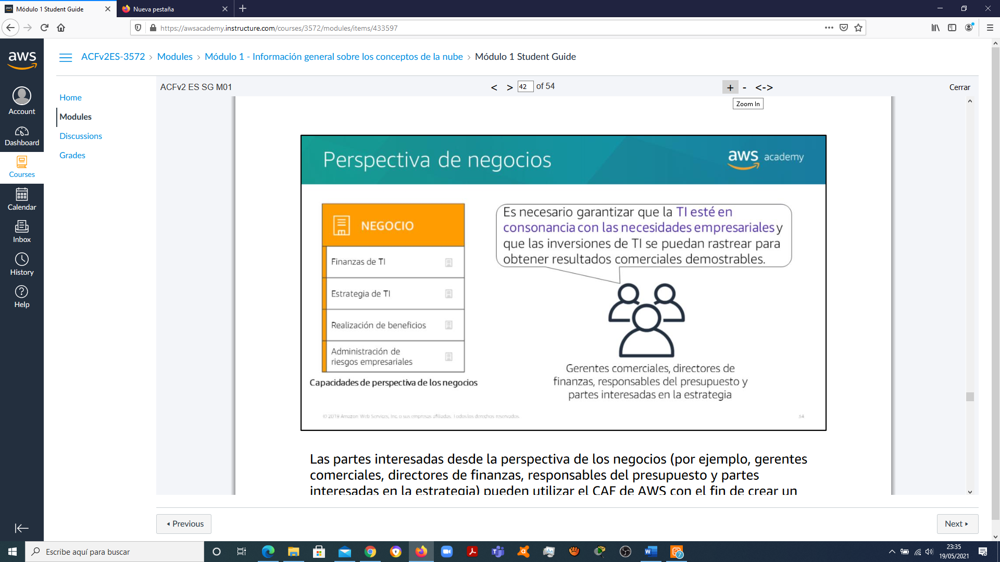 Módulo 1 Student Guide
Nueva pestaña
https://awsacademy.instructure.com/courses/3572/modules/items/433597
aws
ACFv2ES-3572 > Modules > Módulo 1 - Información general sobre los conceptos de la nube > Módulo 1 Student Guide
Account
Dashboard
Courses
Calendar
Inbox
History
Help
Home
Modules
Discussions
Grades
ACFv2 ES SG M01
< > 42 of 54
+ - <->
Cerrar
Zoom In
Perspectiva de negocios
aws academy
NEGOCIO
Finanzas de TI
Estrategia de TI
Realización de beneficios
Administración de
riesgos empresariales
Capacidades de perspectiva de los negocios
Es necesario garantizar que la TI esté en
consonancia con las necesidades empresariales y
que las inversiones de TI se puedan rastrear para
obtener resultados comerciales demostrables.
Gerentes comerciales, directores de
finanzas, responsables del presupuesto y
partes interesadas en la estrategia
© 2019 Amazon Web Services, Inc. o sus empresas afiliadas. Todos los derechos reservados.
34
Las partes interesadas desde la perspectiva de los negocios (por ejemplo, gerentes
comerciales, directores de finanzas, responsables del presupuesto y partes
interesadas en la estrategia) pueden utilizar el CAF de AWS con el fin de crear un
Previous
Next
Escribe aquí para buscar
23:35
19/05/2021
7